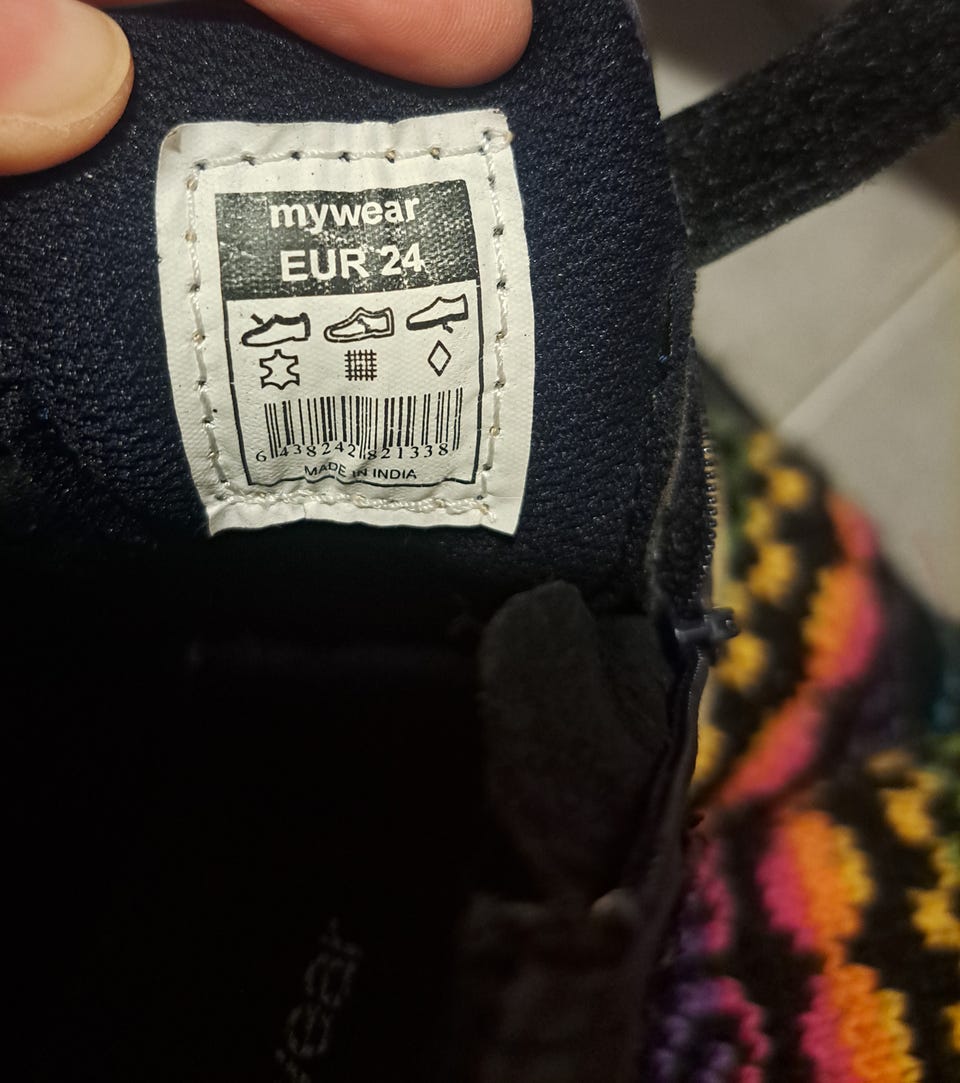 mywear
EUR 24
6 438242 821338
MADE IN INDIA